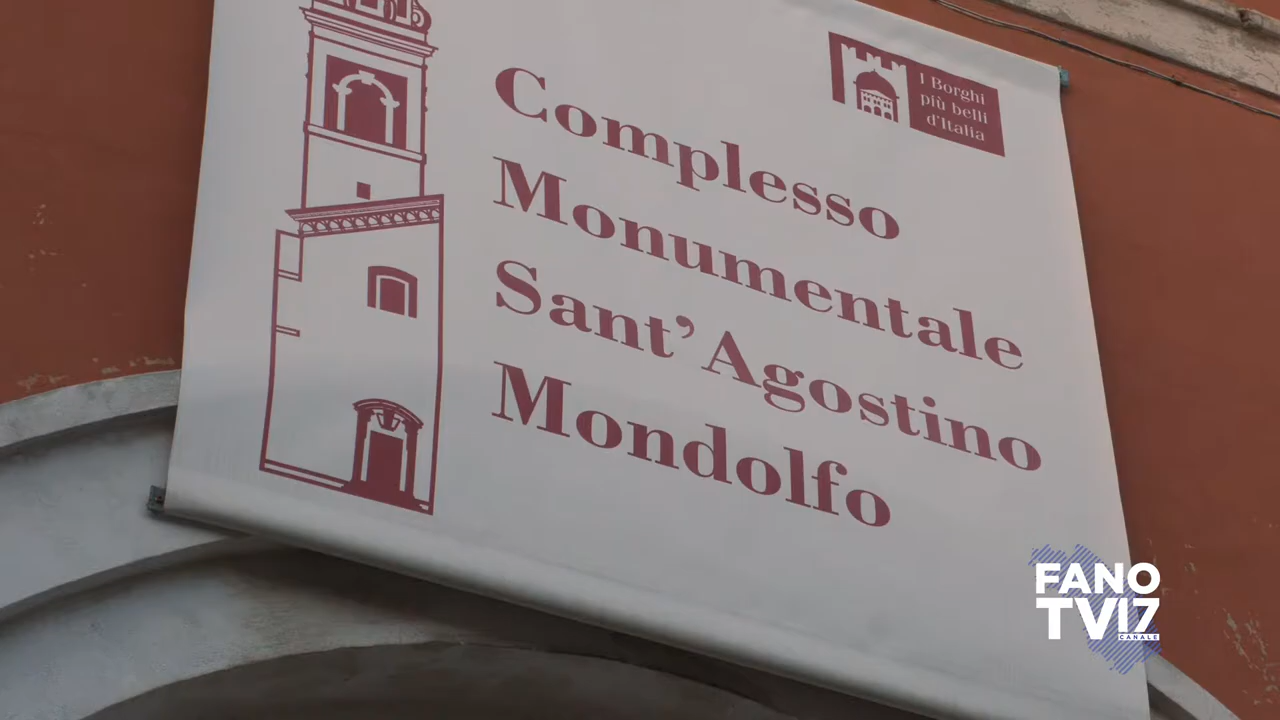 I Borghi
più belli
d'Italia
Complesso
Monumentale
Sant'Agostino
Mondolfo
FANO
TV17
CANALE